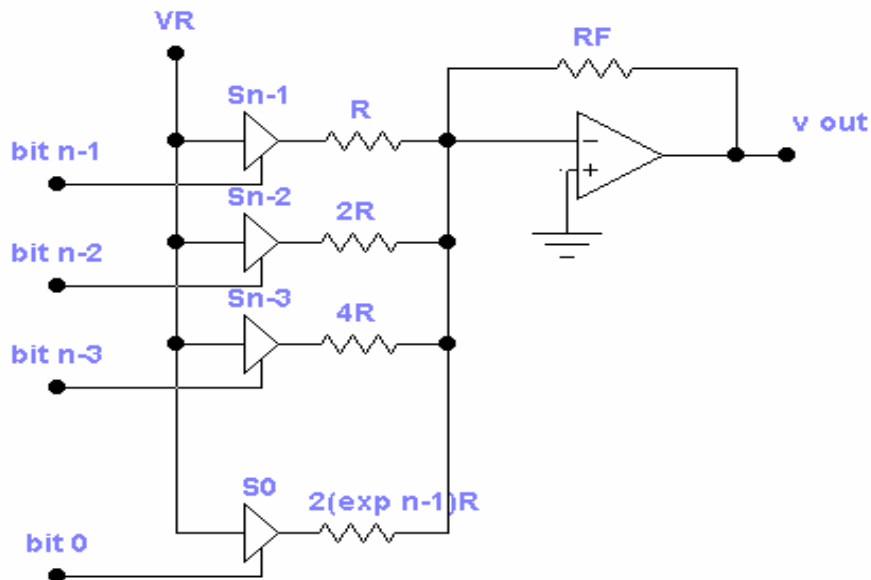 VR
RF
Sn-1
R
v out
bit n-1
Sn-2
2R
bit n-2
Sn-3
4R
bit n-3
S0
2(exp n-1)R
bit 0